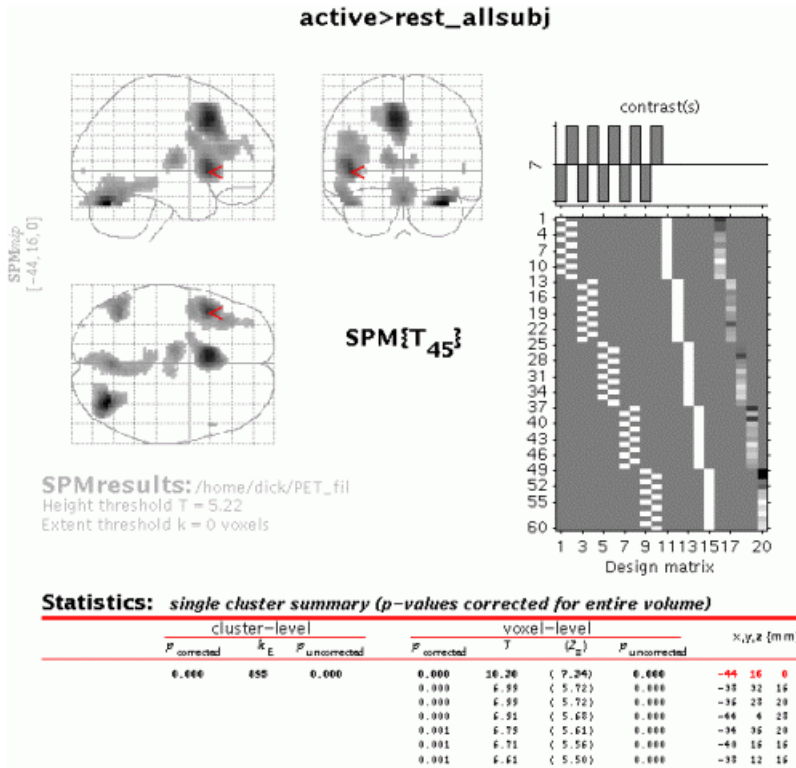 active>rest_allsubj
contrast(s)
7
SPMmip
[-44, 16, 0]
SPM{T45}
1
4
7
10
13
16
19
22
25
28
31
34
37
40
43
46
49
52
55
60
1 3 5 7 9 11 13 15 17 20
Design matrix
SPMresults: /home/dick/PET_fil
Height threshold T = 5.22
Extent threshold k = 0 voxels
Statistics: single cluster summary (p-values corrected for entire volume)
cluster-level voxel-level x,y,z {mm
p corrected k E p uncorrected p corrected T (Z≡) p uncorrected
0.000 895 0.000 0.000 10.30 ( 7.34) 0.000 -44 16 0
0.000 6.99 ( 5.72) 0.000 -38 32 16
0.000 6.99 ( 5.72) 0.000 -36 28 20
0.000 6.91 ( 5.68) 0.000 4 28
0.001 6.79 ( 5.61) 0.000 -34 36 20
0.001 6.71 ( 5.56) 0.000 -40 16 16
0.001 6.61 ( 5.50) 0.000 -38 12 16